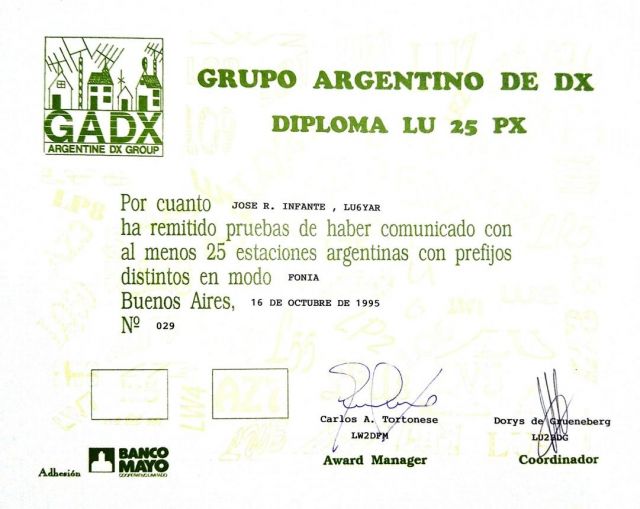 GADX
ARGENTINE DX GROUP
GRUPO ARGENTINO DE DX
DIPLOMA LU 25 PX
Por cuanto JOSE R. INFANTE , LU6YAR
ha remitido pruebas de haber comunicado con
al menos 25 estaciones argentinas con prefijos
distintos en modo FONIA
Buenos Aires, 16 DE OCTUBRE DE 1995
Nº 029
Carlos A. Tortonese
LW2DFM
Award Manager
Dorys de Grueneberg
Coordinador
Adhesión
BANCO
MAYO
COOPERATIVO LIMITADO